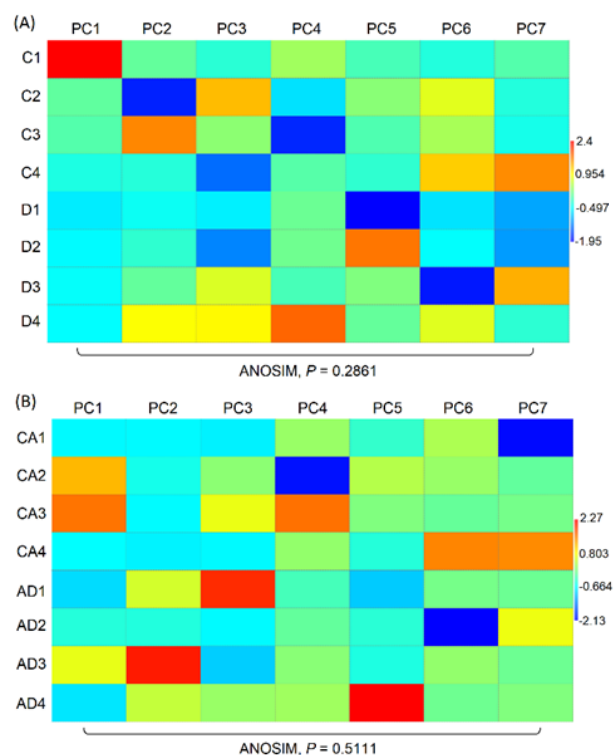 (A)
PC1 PC2 PC3 PC4 PC5 PC6 PC7
C1
C2
C3
C4
D1
D2
D3
D4
2.4
0.954
-0.497
-1.95
ANOSIM, P = 0.2861
(B)
PC1 PC2 PC3 PC4 PC5 PC6 PC7
CA1
CA2
CA3
CA4
AD1
AD2
AD3
AD4
2.27
0.803
-0.664
-2.13
ANOSIM, P = 0.5111